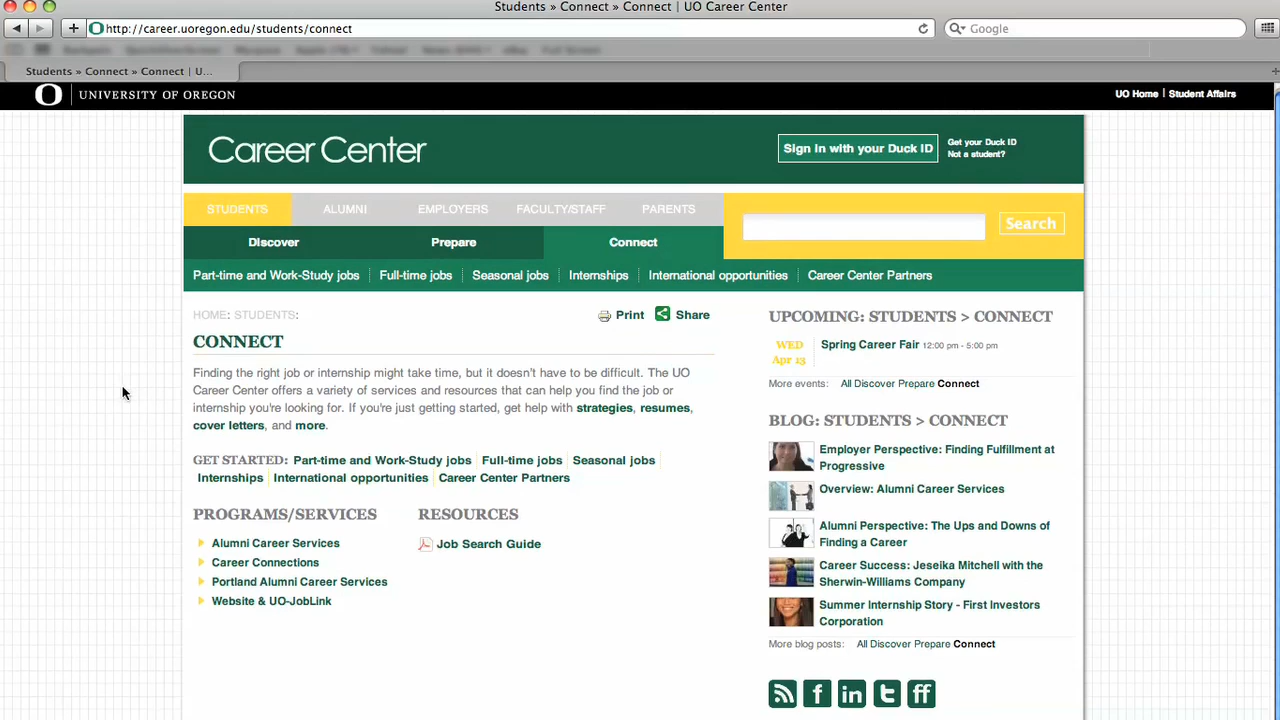 Students » Connect » Connect | UO Career Center
http://career.uoregon.edu/students/connect
Google
Students » Connect » Connect | U...
UNIVERSITY OF OREGON
UO Home | Student Affairs
Career Center
Sign in with your Duck ID
Get your Duck ID
Not a student?
STUDENTS ALUMNI EMPLOYERS FACULTY/STAFF PARENTS
Search
Discover Prepare Connect
Part-time and Work-Study jobs Full-time jobs Seasonal jobs Internships International opportunities Career Center Partners
HOME: STUDENTS:
Print Share
CONNECT
Finding the right job or internship might take time, but it doesn't have to be difficult. The UO
Career Center offers a variety of services and resources that can help you find the job or
internship you're looking for. If you're just getting started, get help with strategies, resumes,
cover letters, and more.
GET STARTED: Part-time and Work-Study jobs Full-time jobs Seasonal jobs
Internships International opportunities Career Center Partners
PROGRAMS/SERVICES
Alumni Career Services
Career Connections
Portland Alumni Career Services
Website & UO-JobLink
RESOURCES
Job Search Guide
UPCOMING: STUDENTS > CONNECT
WED
Apr 13
Spring Career Fair 12:00 pm - 5:00 pm
More events: All Discover Prepare Connect
BLOG: STUDENTS > CONNECT
Employer Perspective: Finding Fulfillment at
Progressive
Overview: Alumni Career Services
Alumni Perspective: The Ups and Downs of
Finding a Career
Career Success: Jeseika Mitchell with the
Sherwin-Williams Company
Summer Internship Story - First Investors
Corporation
More blog posts: All Discover Prepare Connect